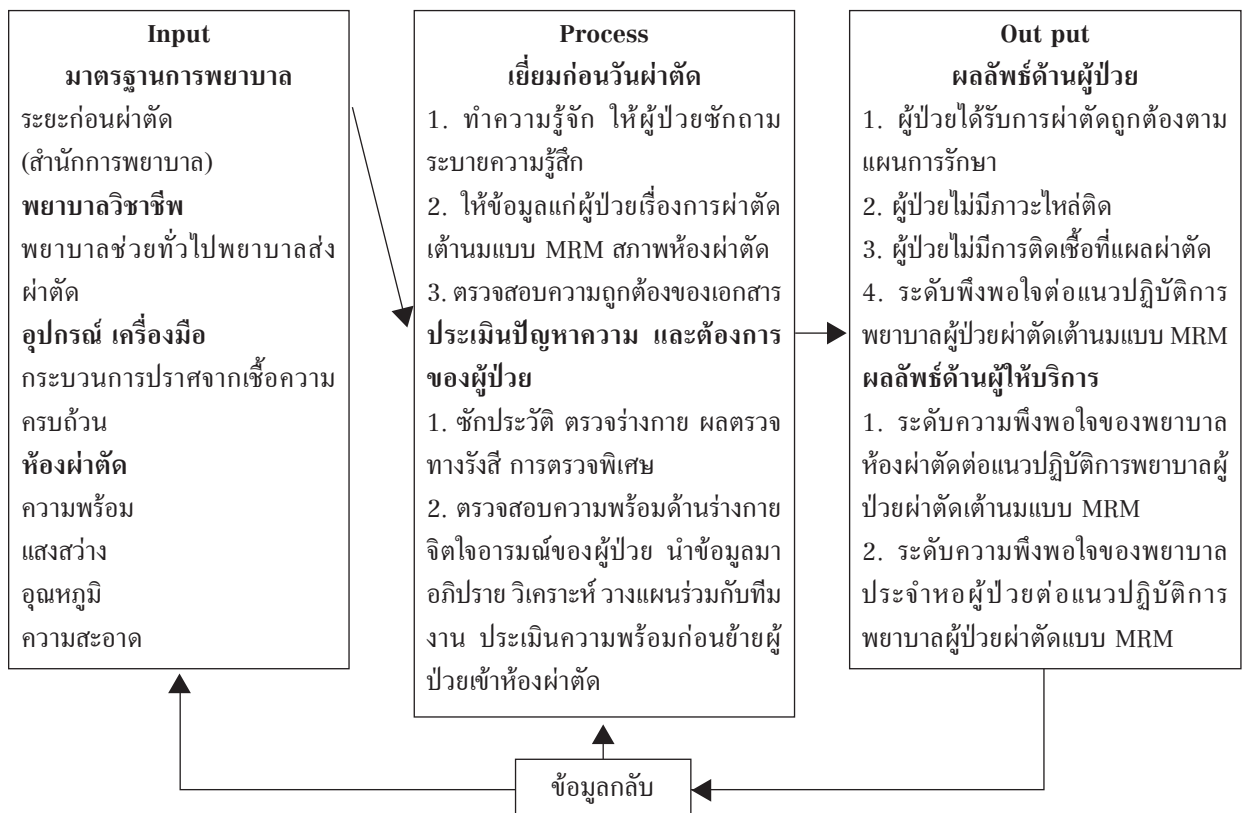 Input
มาตรฐานการพยาบาล
ระยะก่อนผ่าตัด
(สำนักการพยาบาล)
พยาบาลวิชาชีพ
พยาบาลช่วยทั่วไปพยาบาลส่ง
ผ่าตัด
อุปกรณ์ เครื่องมือ
กระบวนการปราศจากเชื้อความ
ครบถ้วน
ห้องผ่าตัด
ความพร้อม
แสงสว่าง
อุณหภูมิ
ความสะอาด
Process
เยี่ยมก่อนวันผ่าตัด
1. ทำความรู้จัก ให้ผู้ป่วยซักถาม
ระบายความรู้สึก
2. ให้ข้อมูลแก่ผู้ป่วยเรื่องการผ่าตัด
เต้านมแบบ MRM สภาพห้องผ่าตัด
3. ตรวจสอบความถูกต้องของเอกสาร
ประเมินปัญหาความ และต้องการ
ของผู้ป่วย
1. ซักประวัติ ตรวจร่างกาย ผลตรวจ
ทางรังสี การตรวจพิเศษ
2. ตรวจสอบความพร้อมด้านร่างกาย
จิตใจอารมณ์ของผู้ป่วย นำข้อมูลมา
อภิปราย วิเคราะห์ วางแผนร่วมกับทีม
งาน ประเมินความพร้อมก่อนย้ายผู้
ป่วยเข้าห้องผ่าตัด
Out put
ผลลัพธ์ด้านผู้ป่วย
1. ผู้ป่วยได้รับการผ่าตัดถูกต้องตาม
แผนการรักษา
2. ผู้ป่วยไม่มีภาวะไหล่ติด
3. ผู้ป่วยไม่มีการติดเชื้อที่แผลผ่าตัด
4. ระดับพึงพอใจต่อแนวปฏิบัติการ
พยาบาลผู้ป่วยผ่าตัดเต้านมแบบ MRM
ผลลัพธ์ด้านผู้ให้บริการ
1. ระดับความพึงพอใจของพยาบาล
ห้องผ่าตัดต่อแนวปฏิบัติการพยาบาลผู้
ป่วยผ่าตัดเต้านมแบบ MRM
2. ระดับความพึงพอใจของพยาบาล
ประจำหอผู้ป่วยต่อแนวปฏิบัติการ
พยาบาลผู้ป่วยผ่าตัดแบบ MRM
ข้อมูลกลับ